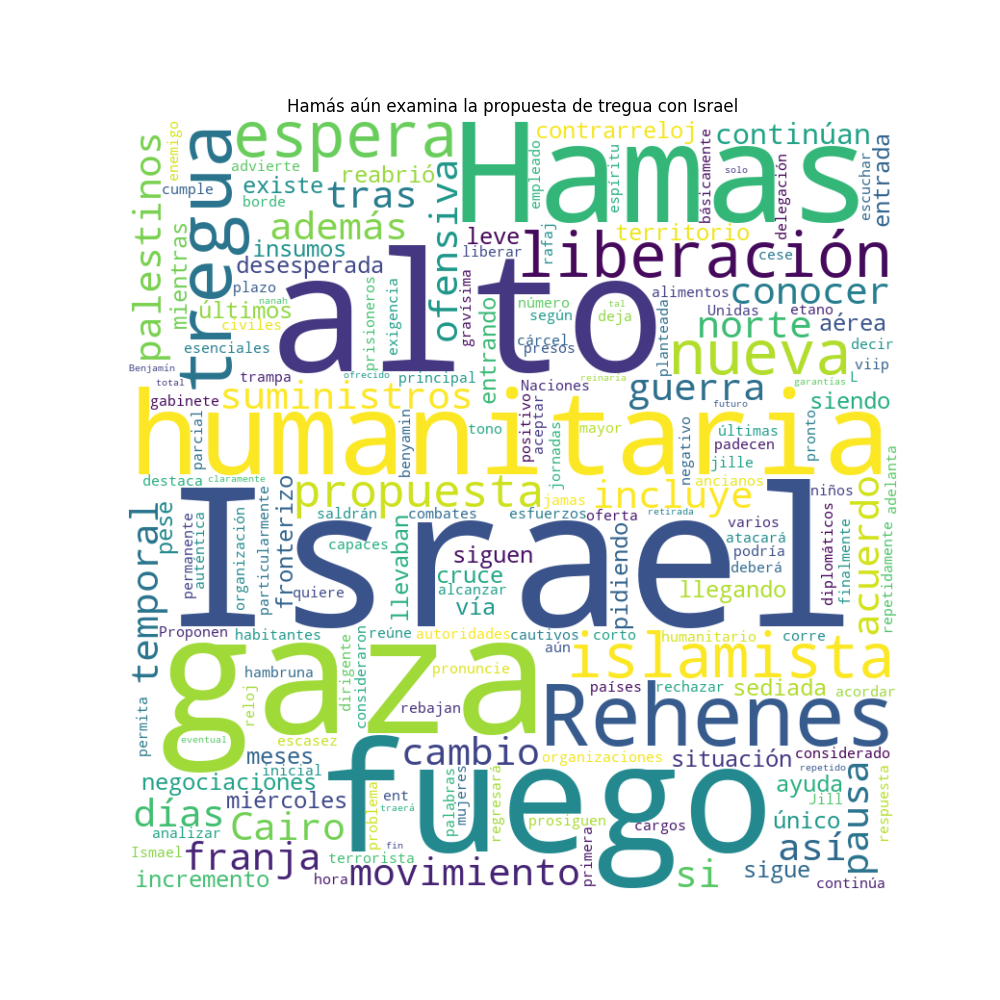 Hamás aún examina la propuesta de tregua con Israel
palestinos
enemigo
tregua
espera
Hamas
contrarreloj
continúan
advierte
cumple
borde
existe
reabrió
tras
empleado
espíritu
básicamente
solo
delegación
escuchar
entrada
mientras
además
insumos
desesperada
ofensiva
leve
liberar
rafaj
territorio
liberación
cese
plazo
nanah
últimos
civiles
esenciales
prisioneros
exigencia
alto
gravísima
número
según
tal
deja
cárcel
presos
planteada
alimentos
conocer
Unidas
etano
norte
aérea
decir
viip
nueva
L
Benjamín
total
trampa
gabinete
ofrecido
principal
entrando
Naciones
reinaría
guerra
garantías
siendo
suministros
futuro
parcial
humanitaria
benyamin
tono
positivo
aceptar
jornadas
mayor
negativo
últimas
padecen
jille
pronto
destaca
claramente
propuesta
jamas
incluye
ancianos
niños
adelanta
temporal
pese
permanente
auténtica
organización
particularmente
fronterizo
saldrán
combates
esfuerzos
oferta
retirada
varios
atacará
podría
deberá
diplomáticos
finalmente
acuerdo
repetidamente
capaces
quiere
llevaban
siguen
cruce
alcanzar
vía
Israel
pidiendo
llegando
Proponen
habitantes
reúne
autoridades
cautivos
corto
humanitario
corre
aún
gaza
hambruna
reloj
dirigente
consideraron
pronuncie
rebajan
islamista
países
rechazar
sediada
acordar
permita
eventual
escasez
Rehenes
meses
inicial
cambio
organizaciones
situación
considerado
repetido
negociaciones
miércoles
días
analizar
Cairo
problema
ent
traerá
palabras
mujeres
regresará
fuego
prosiguen
cargos
ayuda
Jill
único
así
pausa
respuesta
Ismael
franja
terrorista
fin
incremento
hora
movimiento
primera
si
sigue
continúa